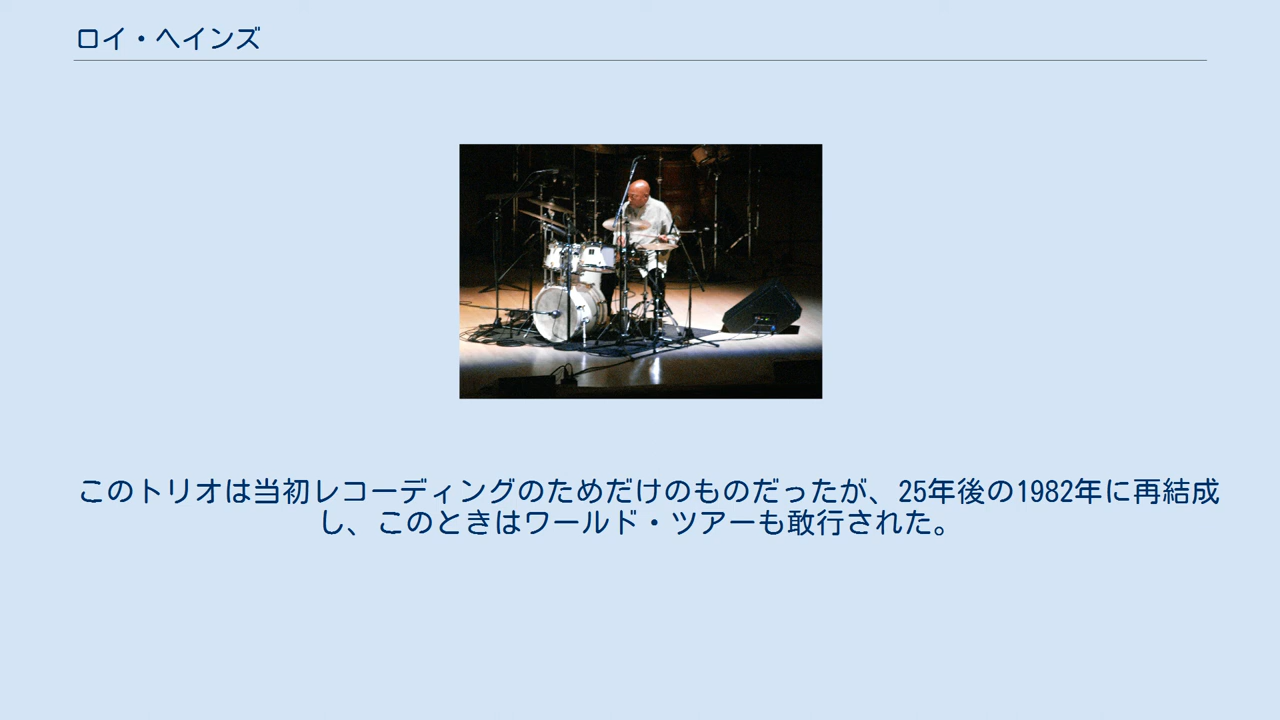 ロイ・ヘインズ
このトリオは当初レコーディングのためだけのものだったが、25年後の1982年に再結成
し、このときはワールド・ツアーも敢行された。